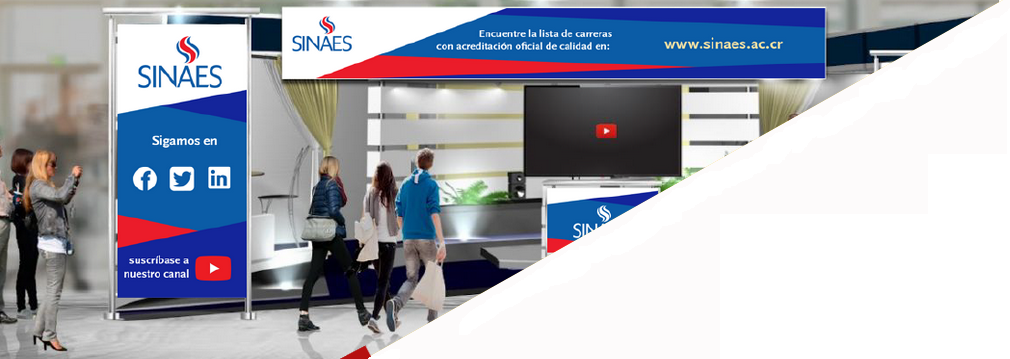 SINAES
Sigamos en
suscríbase a
nuestro canal
SINAES
Encuentre la lista de carreras
con acreditación oficial de calidad en:
www.sinaes.ac.cr